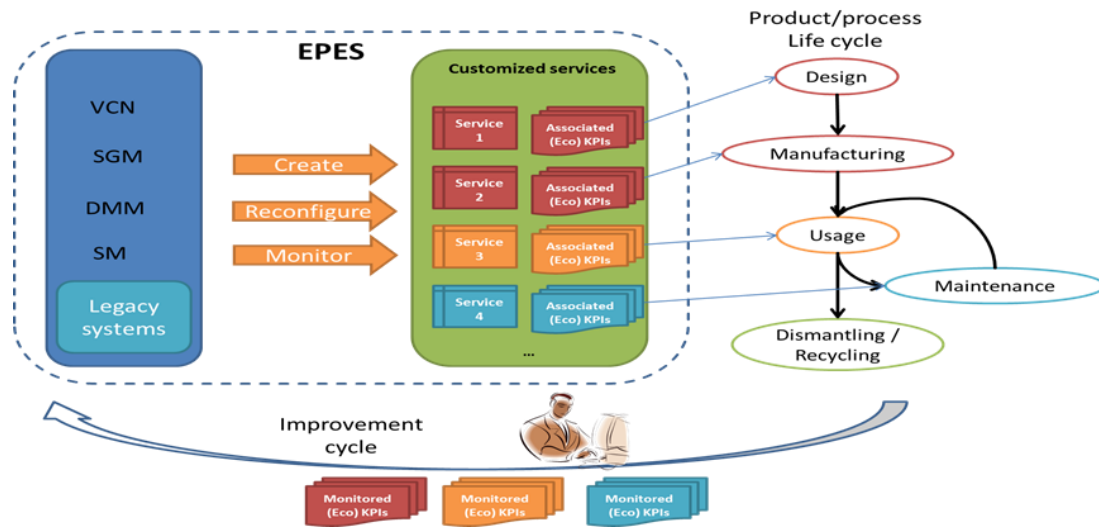 EPES
VCN
SGM
DMM
SM
Legacy
systems
Create
Reconfigure
Monitor
Customized services
Service
1
Associated
(Eco) KPIs
Service
2
Associated
(Eco) KPIs
Service
3
Associated
(Eco) KPIs
Service
4
Associated
(Eco) KPIs
...
Product/process
Life cycle
Design
Manufacturing
Usage
Maintenance
Dismantling /
Recycling
Improvement
cycle
Monitored
(Eco) KPIs
Monitored
(Eco) KPIs
Monitored
(Eco) KPIs